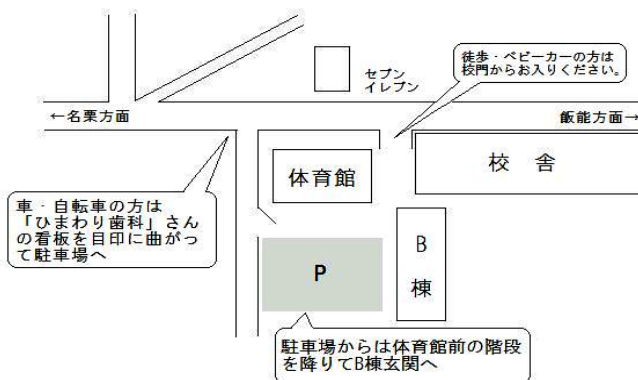 徒歩・ベビーカーの方は
校門からお入りください。
セブン
イレブン
←名栗方面
飯能方面→
体育館
校 舎
車・自転車の方は
「ひまわり歯科」さん
の看板を目印に曲がっ
て駐車場へ
B
棟
P
駐車場からは体育館前の階段
を降りてB棟玄関へ